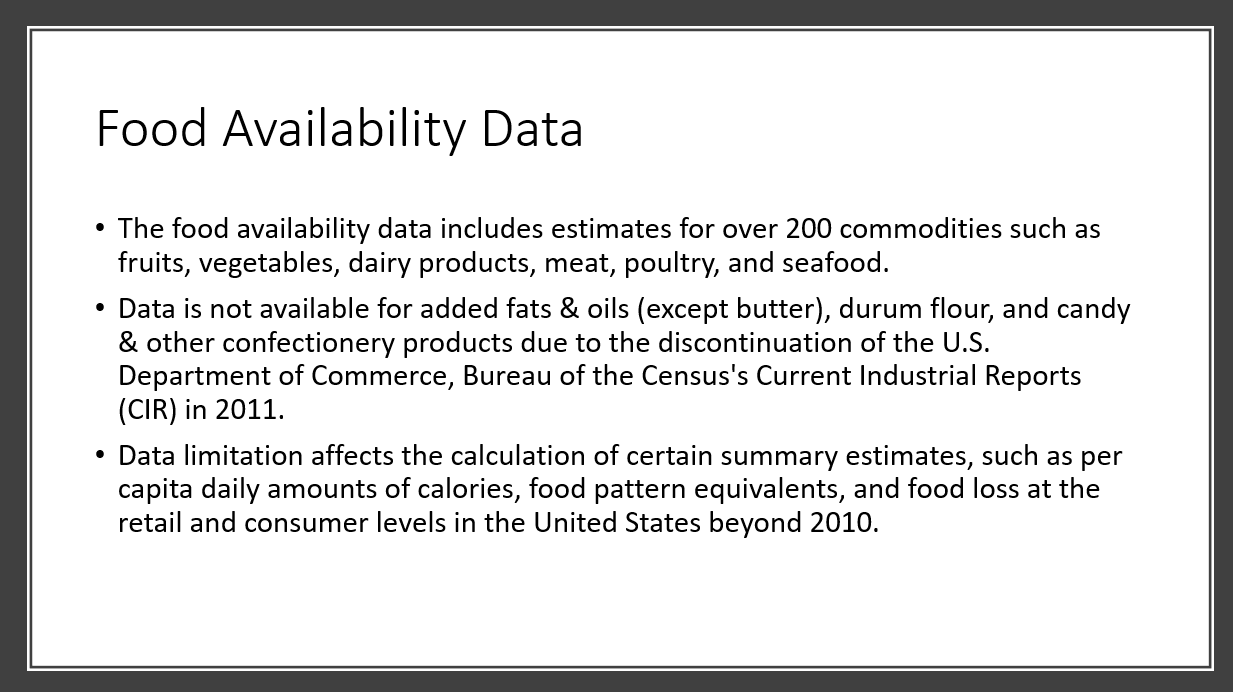 Food Availability Data
• The food availability data includes estimates for over 200 commodities such as
fruits, vegetables, dairy products, meat, poultry, and seafood.
• Data is not available for added fats & oils (except butter), durum flour, and candy
& other confectionery products due to the discontinuation of the U.S.
Department of Commerce, Bureau of the Census's Current Industrial Reports
(CIR) in 2011.
• Data limitation affects the calculation of certain summary estimates, such as per
capita daily amounts of calories, food pattern equivalents, and food loss at the
retail and consumer levels in the United States beyond 2010.